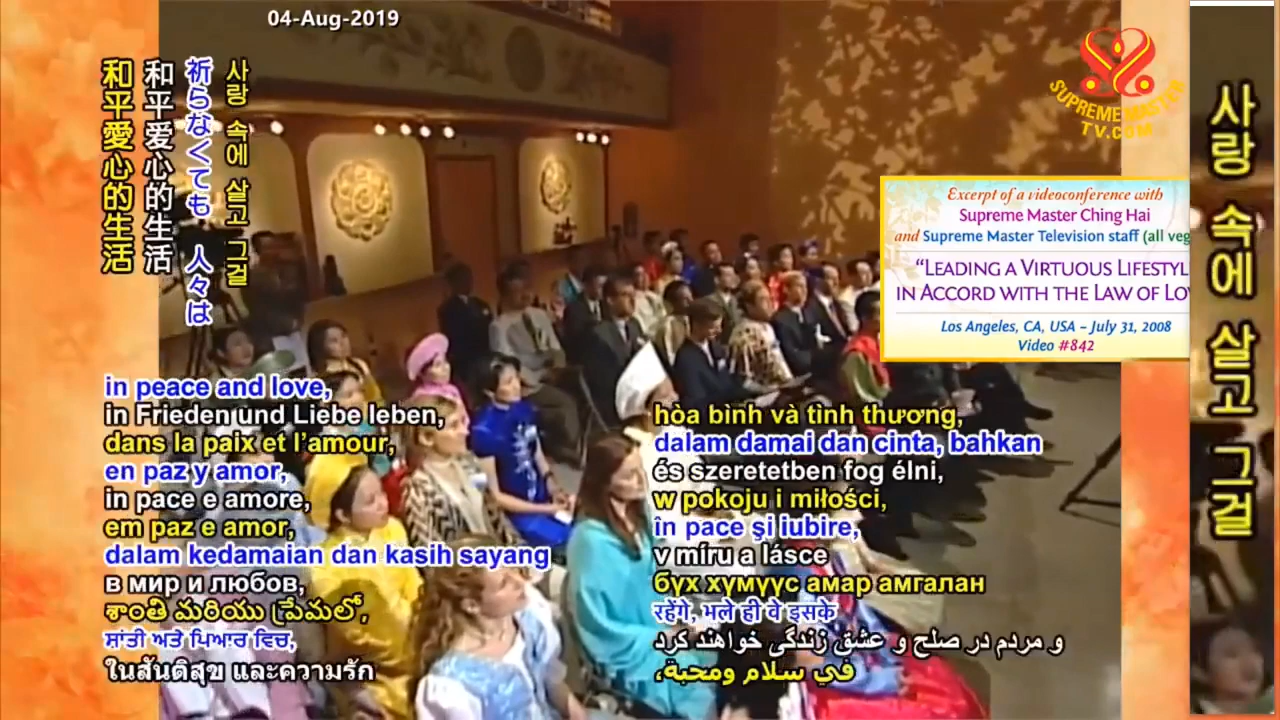 04-Aug-2019
사랑 속에 살고 그걸
祈らなくても 人々は
和平爱心的生活
和平愛心的生活
SUPREME MASTER
TV.COM
Excerpt of a videoconference with
Supreme Master Ching Hai
and Supreme Master Television staff (all veg
“LEADING A VIRTUOUS LIFESTYL
IN ACCORD WITH THE LAW OF LOV
Los Angeles, CA, USA – July 31, 2008
Video #842
사랑 속에 살고 그걸
in peace and love,
in Frieden und Liebe leben,
dans la paix et l’amour,
en paz y amor,
in pace e amore,
em paz e amor,
dalam kedamaian dan kasih sayang
в мир и любов,
శాంతి మరియు ప్రేమలో,
ਸ਼ਾਂਤੀ ਅਤੇ ਪਿਆਰ ਵਿਚ,
ในสันติสุข และความรัก
hòa bình và tình thương,
dalam damai dan cinta, bahkan
és szeretetben fog élni,
w pokoju i miłości,
în pace şi iubire,
v míru a lásce
бүх хүмүүс амар амгалан
रहेंगे, भले ही वे इसके
و مردم در صلح و عشق زندگی خواهند کرد
في سلام ومحبة،